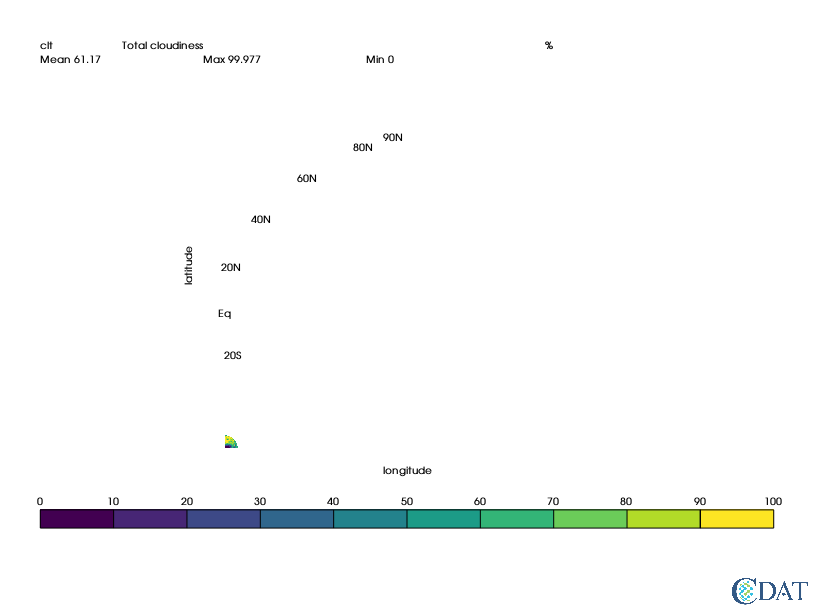 clt Total cloudiness %
Mean 61.17 Max 99.977 Min 0
90N
80N
60N
40N
20N
latitude
Eq
20S
longitude
0 10 20 30 40 50 60 70 80 90 100
CDAT